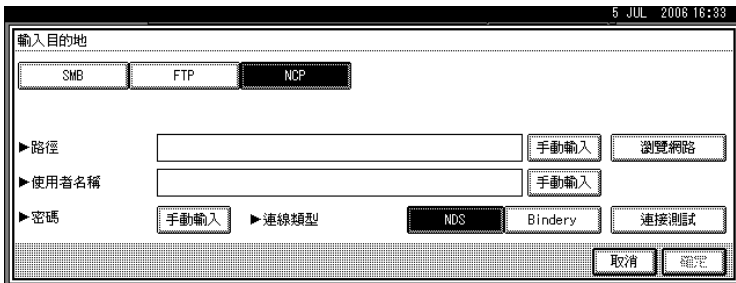 5 JUL 2006 16:33
輸入目的地
SMB FTP NCP
▶路徑 手動輸入 瀏覽網路
▶使用者名稱 手動輸入
▶密碼 手動輸入 ▶連線類型 NDS Bindery 連接測試
取消 確定